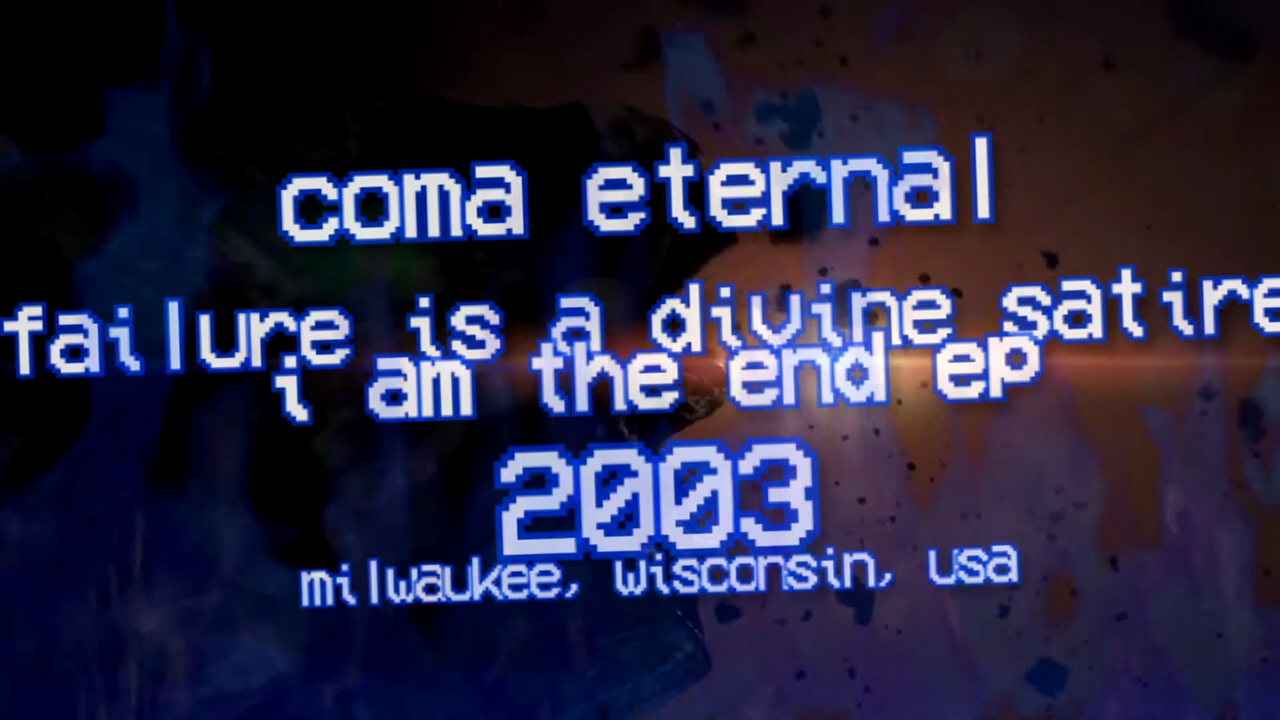 coma eternal
failure is a divine satire
i am the end ep
2003
milwaukee, wisconsin, usa